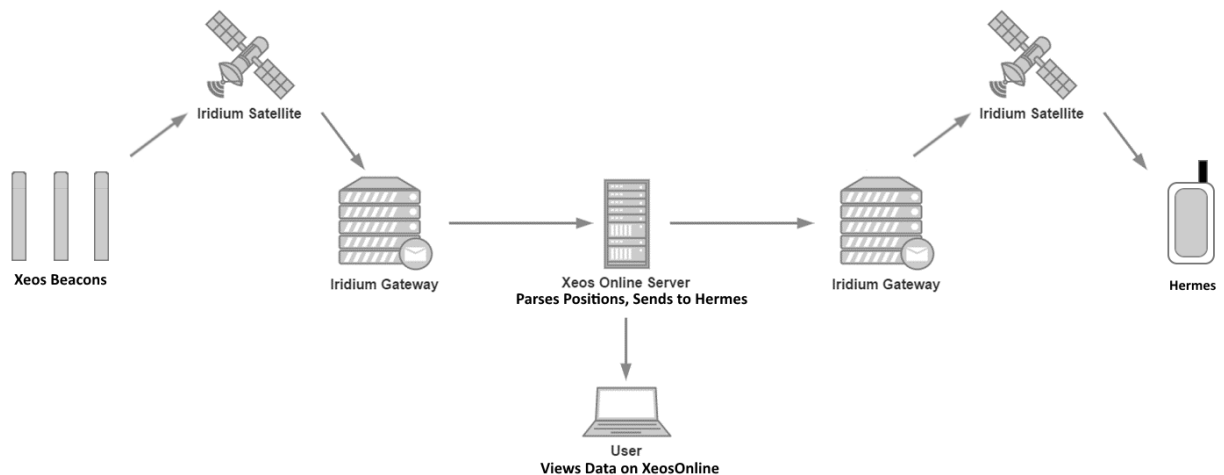 Iridium Satellite
Iridium Satellite
Xeos Beacons
Iridium Gateway
Xeos Online Server
Parses Positions, Sends to Hermes
Iridium Gateway
Hermes
User
Views Data on XeosOnline